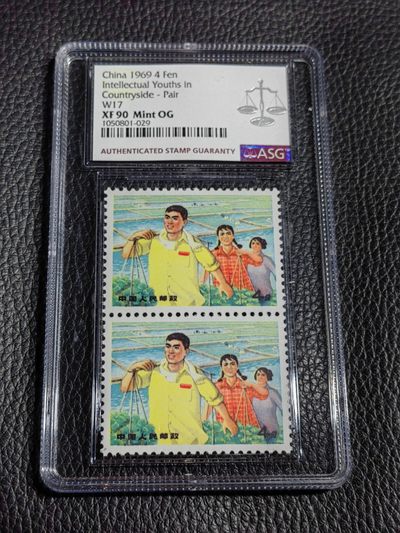 China 1969 4 Fen
Intellectual Youths in
Countryside - Pair
W17
XF 90 Mint OG
1050801-029
AUTHENTICATED STAMP GUARANTY
ASG
中国人民邮政
中国人民邮政